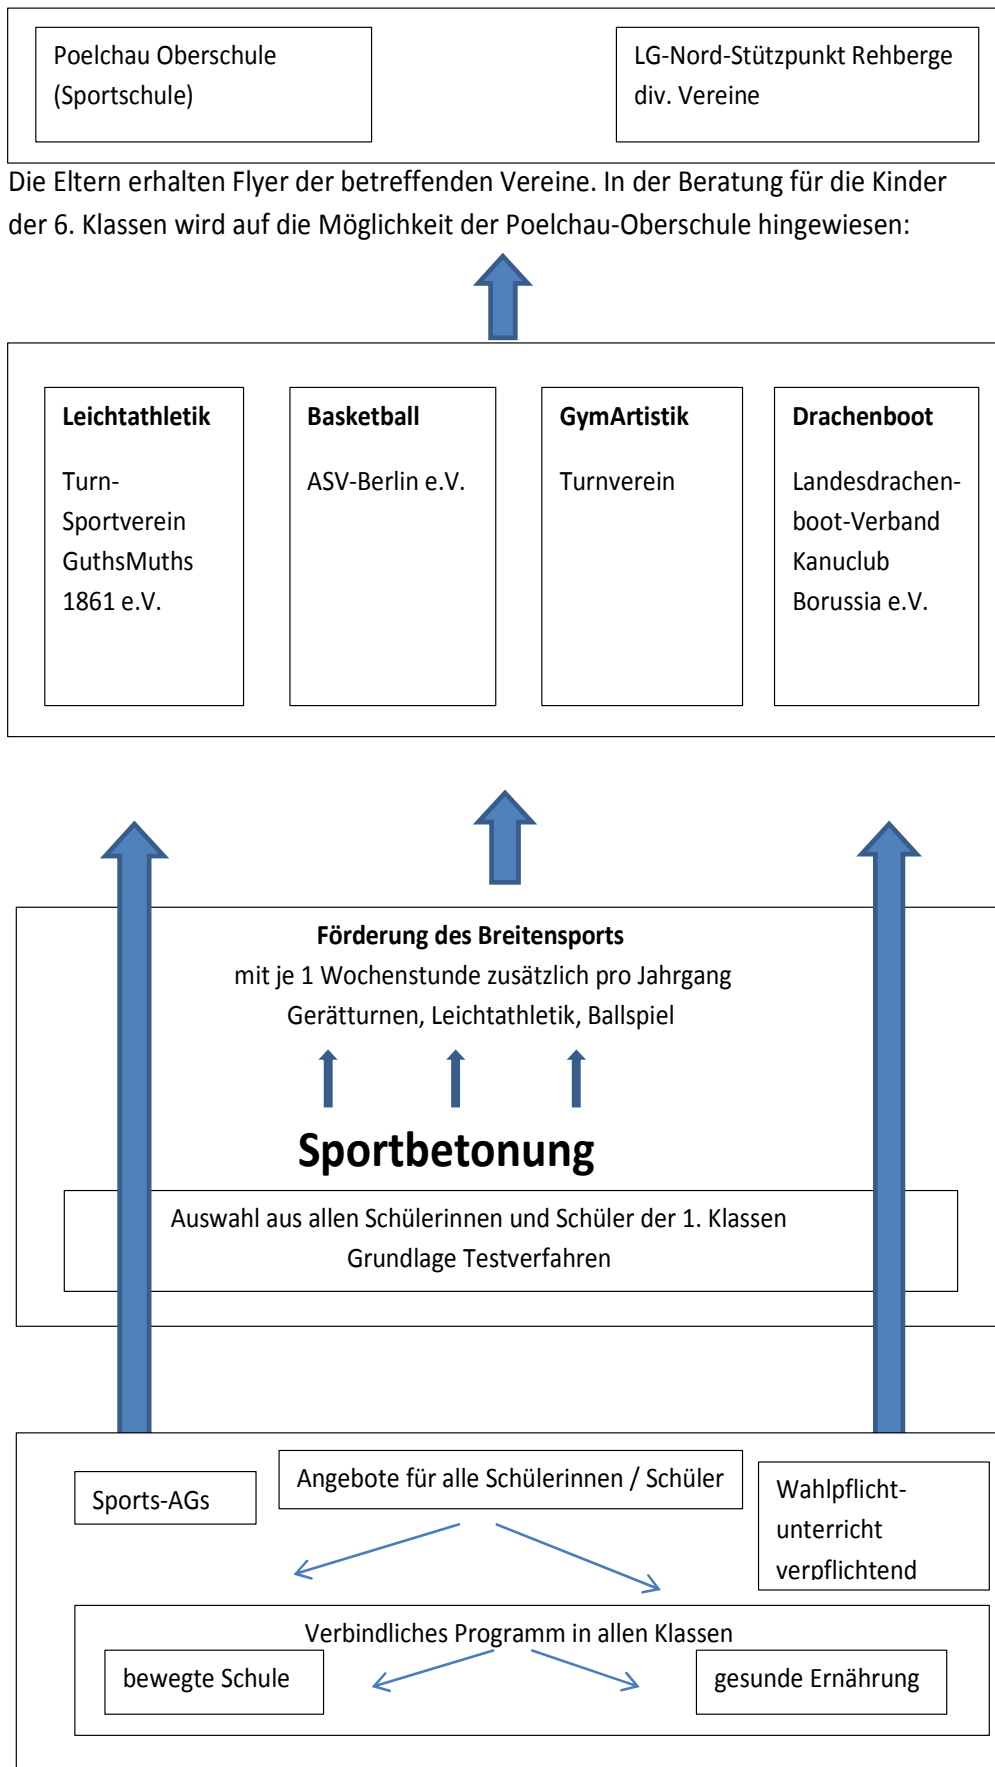 Poelchau Oberschule
(Sportschule)
LG-Nord-Stützpunkt Rehberge
div. Vereine
Die Eltern erhalten Flyer der betreffenden Vereine. In der Beratung für die Kinder
der 6. Klassen wird auf die Möglichkeit der Poelchau-Oberschule hingewiesen:
Leichtathletik
Turn-
Sportverein
GuthsMuths
1861 e.V.
Basketball
ASV-Berlin e.V.
GymArtistik
Turnverein
Drachenboot
Landesdrachen-
boot-Verband
Kanuclub
Borussia e.V.
Förderung des Breitensports
mit je 1 Wochenstunde zusätzlich pro Jahrgang
Gerätturnen, Leichtathletik, Ballspiel
Sportbetonung
Auswahl aus allen Schülerinnen und Schüler der 1. Klassen
Grundlage Testverfahren
Sports-AGs
Angebote für alle Schülerinnen / Schüler
Wahlpflicht-
unterricht
verpflichtend
Verbindliches Programm in allen Klassen
bewegte Schule
gesunde Ernährung